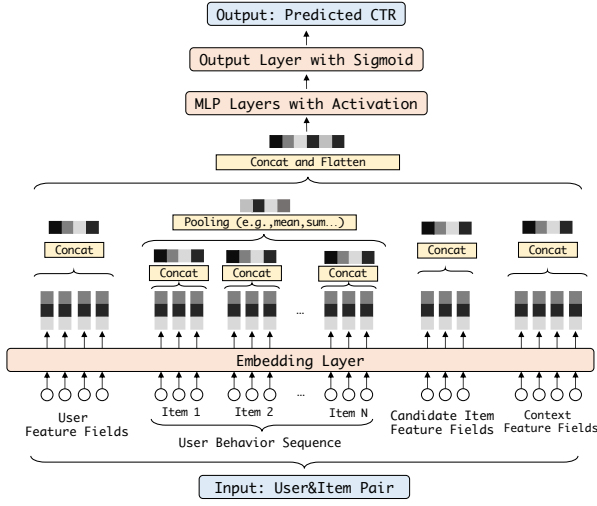 Output: Predicted CTR
Output Layer with Sigmoid
MLP Layers with Activation
Concat and Flatten
Pooling (e.g.,mean,sum...)
Concat
Concat
Concat
Concat
Concat
Concat
...
Embedding Layer
...
User
Feature Fields
Item 1
Item 2
Item N
User Behavior Sequence
Candidate Item
Feature Fields
Context
Feature Fields
Input: User&Item Pair